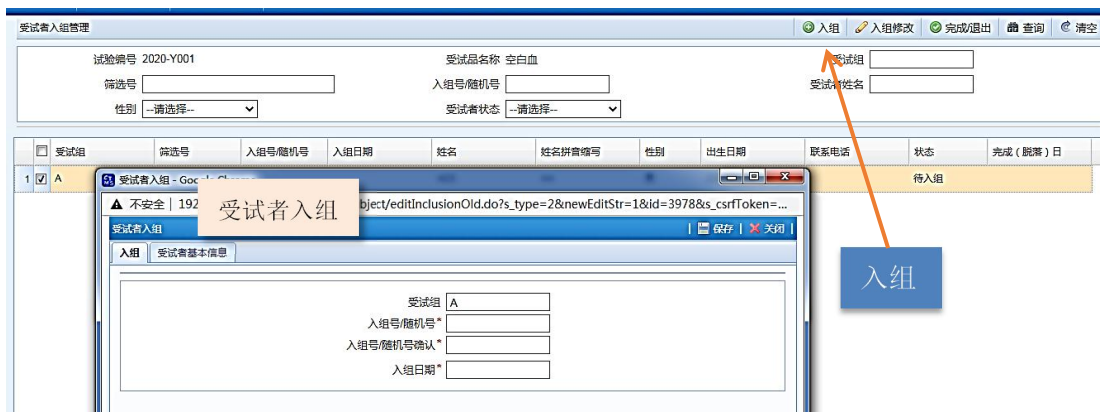 受试者入组管理 入组 入组修改 完成/退出 查询 清空
试验编号 2020-Y001 受试品名称 空白血 受试组
筛选号 入组号/随机号 受试者姓名
性别 --请选择-- 受试者状态 --请选择--
受试组 筛选号 入组号/随机号 入组日期 姓名 姓名拼音缩写 性别 出生日期 联系电话 状态 完成(脱落)日
1 A 待入组
受试者入组 - Goo
不安全 | 192 bject/editInclusionOld.do?s_type=2&newEditStr=1&id=3978&s_csrfToken=...
受试者入组
受试者入组 | 保存 | 关闭 |
入组 受试者基本信息
入组
受试组 A
入组号/随机号*
入组号/随机号确认*
入组日期*